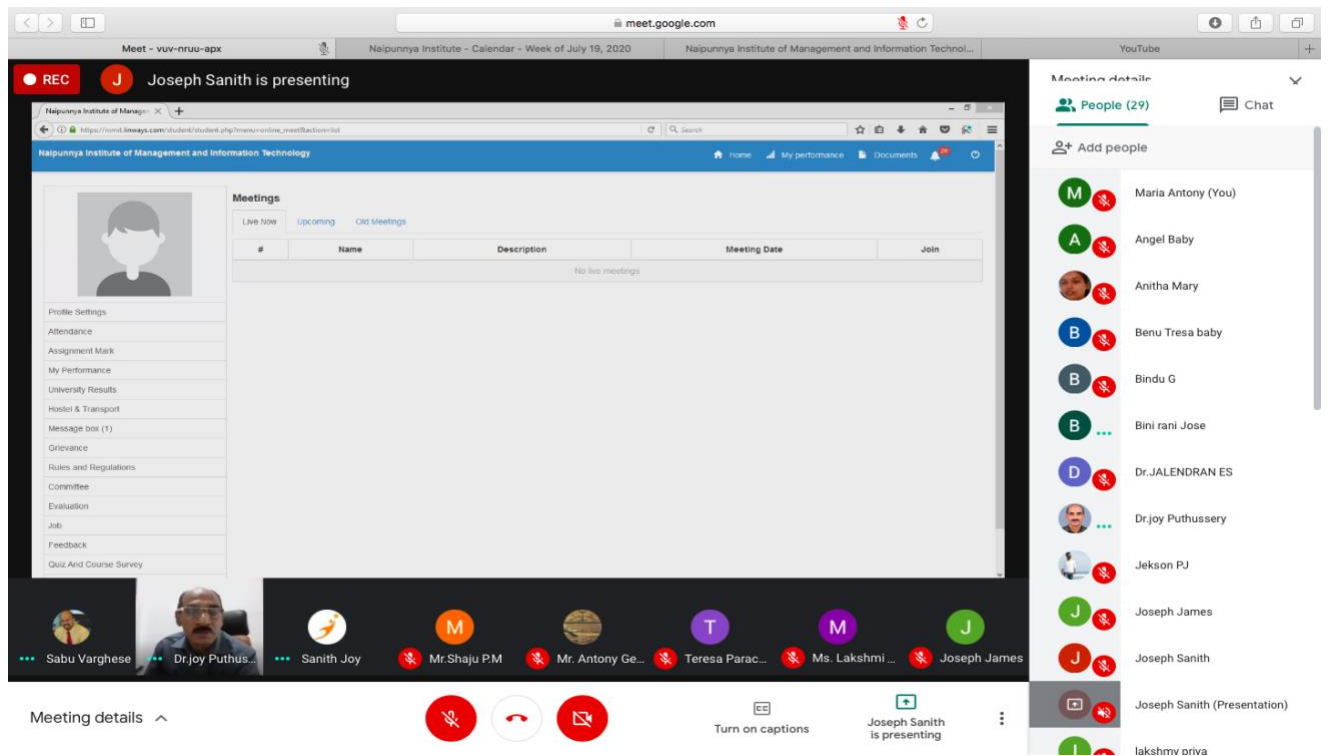 meet.google.com
Meet - vuv-nruu-apx
Naipunnya Institute - Calendar - Week of July 19, 2020
Naipunnya Institute of Management and Information Technol...
YouTube
REC
J
Joseph Sanith is presenting
Naipunnya Institute of Manage
Search
Naipunnya Institute of Management and Information Technology
Home
My performance
Documents
Meetings
Live Now
Upcoming
Old Meetings
# Name Description Meeting Date Join
No live meetings
Profile Settings
Attendance
Assignment Mark
My Performance
University Results
Hostel & Transport
Message box (1)
Grievance
Rules and Regulations
Committee
Evaluation
Job
Feedback
Quiz And Course Survey
Sabu Varghese
Dr.joy Puthus...
Sanith Joy
M
Mr.Shaju P.M
Mr. Antony Ge...
T
Teresa Parac...
M
Ms. Lakshmi ...
J
Joseph James
Meeting details
CC
Turn on captions
Joseph Sanith
is presenting
Meeting details
People (29)
Chat
Add people
M
Maria Antony (You)
A
Angel Baby
Anitha Mary
B
Benu Tresa baby
B
Bindu G
B
Bini rani Jose
D
Dr.JALENDRAN ES
Dr.joy Puthussery
Jekson PJ
J
Joseph James
J
Joseph Sanith
Joseph Sanith (Presentation)
lakshmy priya